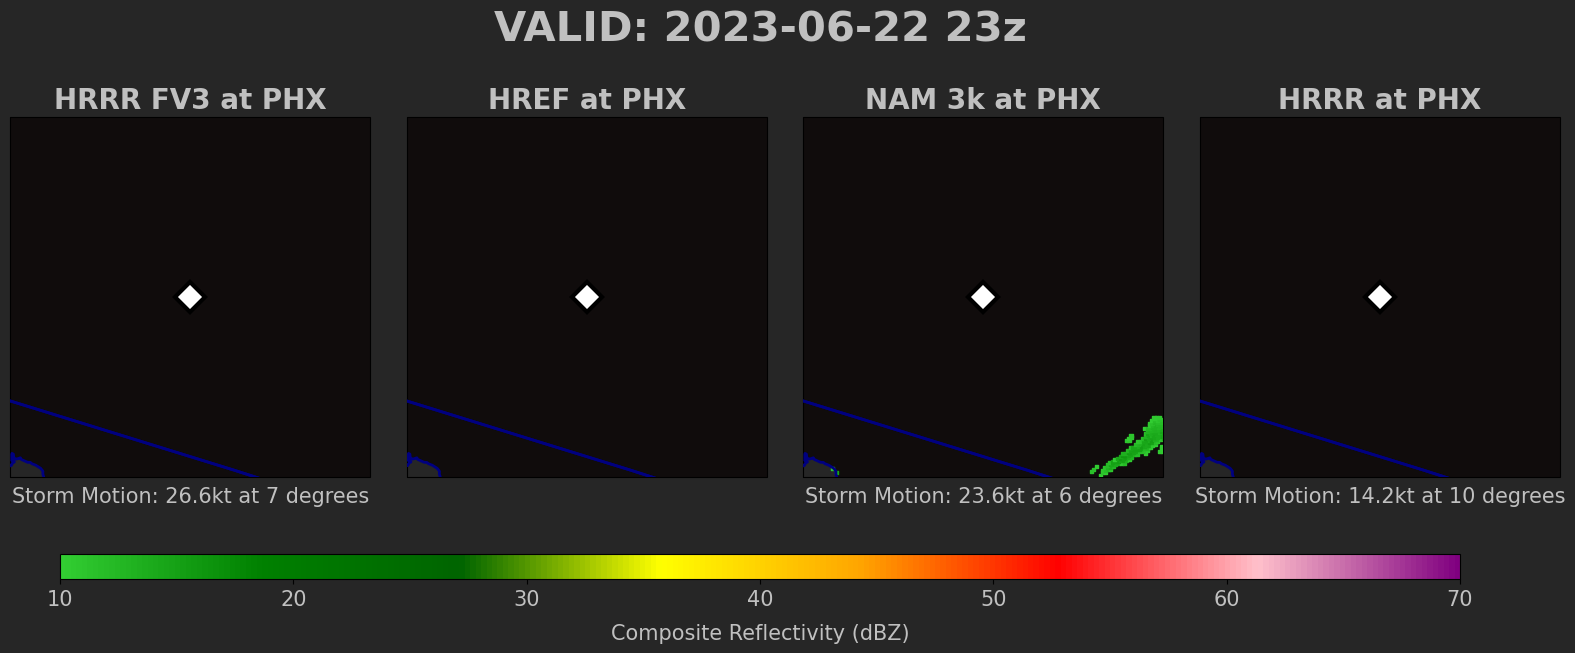 VALID: 2023-06-22 23z
HRRR FV3 at PHX
HREF at PHX
NAM 3k at PHX
HRRR at PHX
Storm Motion: 26.6kt at 7 degrees
Storm Motion: 23.6kt at 6 degrees
Storm Motion: 14.2kt at 10 degrees
10 20 30 40 50 60 70
Composite Reflectivity (dBZ)